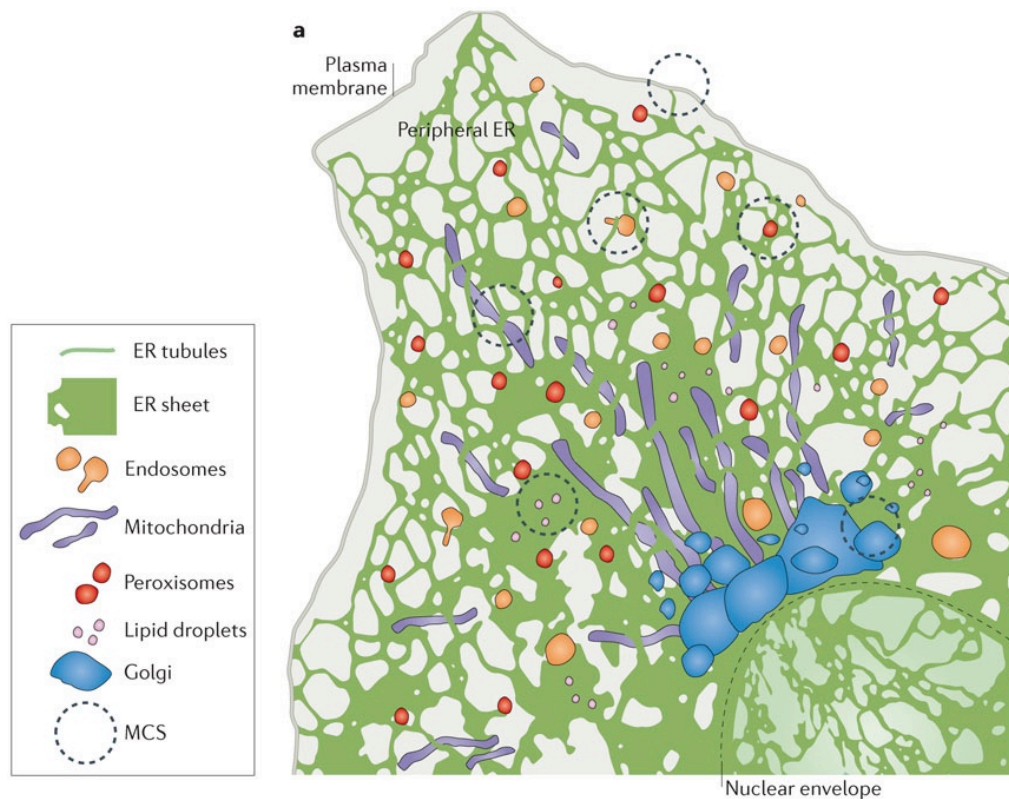 a
Plasma
membrane
Peripheral ER
ER tubules
ER sheet
Endosomes
Mitochondria
Peroxisomes
Lipid droplets
Golgi
MCS
Nuclear envelope